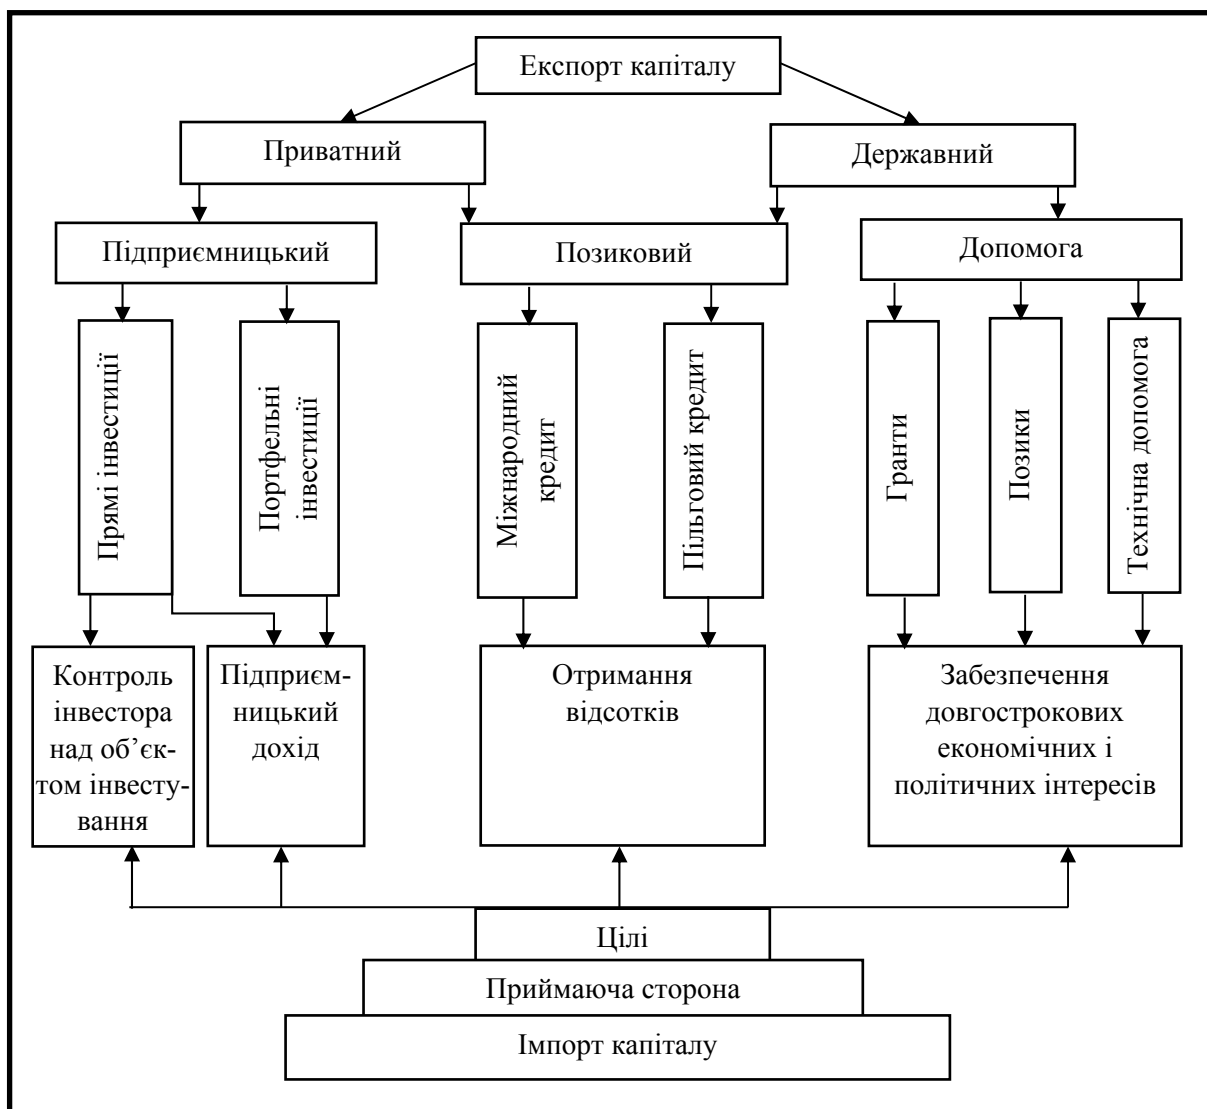 Експорт капіталу
Приватний
Державний
Підприємницький
Позиковий
Допомога
Прямі інвестиції
Портфельні
інвестиції
Міжнародний
кредит
Пільговий кредит
Гранти
Позики
Технічна допомога
Контроль
інвестора
над об’єк-
том інвесту-
вання
Підприєм-
ницький
дохід
Отримання
відсотків
Забезпечення
довгострокових
економічних і
політичних інтересів
Цілі
Приймаюча сторона
Імпорт капіталу